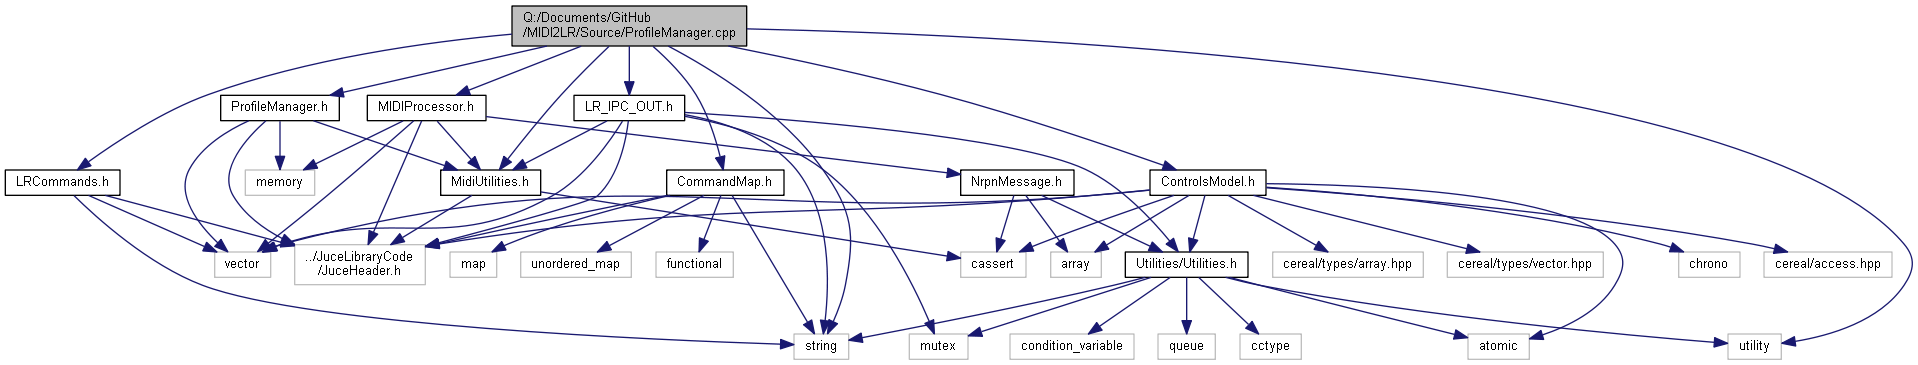 Q:/Documents/GitHub
/MIDI2LR/Source/ProfileManager.cpp
ProfileManager.h
MIDIProcessor.h
LR_IPC_OUT.h
LRCommands.h
memory
MidiUtilities.h
CommandMap.h
NrpnMessage.h
ControlsModel.h
vector
../JuceLibraryCode
/JuceHeader.h
map
unordered_map
functional
cassert
array
Utilities/Utilities.h
cereal/types/array.hpp
cereal/types/vector.hpp
chrono
cereal/access.hpp
string
mutex
condition_variable
queue
cctype
atomic
utility